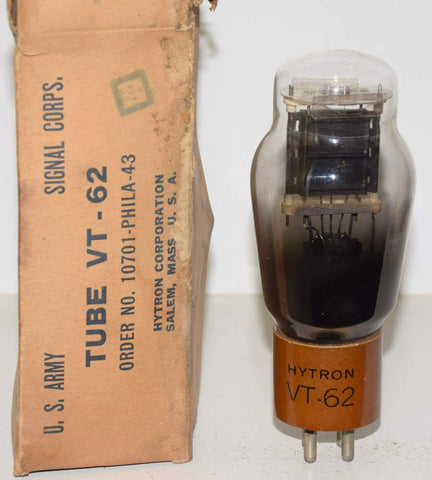 U. S. ARMY SIGNAL CORPS.
TUBE VT-62
ORDER NO. 10701-PHILA-43
HYTRON CORPORATION
SALEM, MASS U. S. A.
HYTRON
VT-62